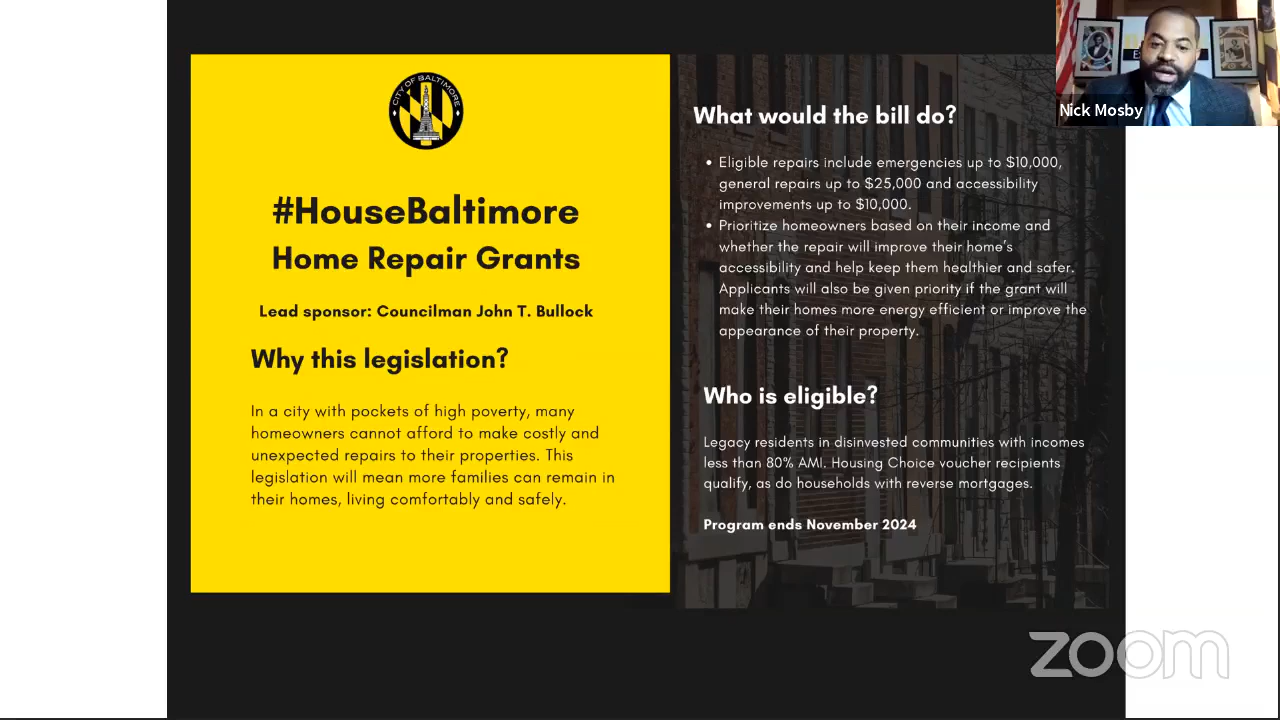 CITY OF BALTIMORE
#HouseBaltimore
Home Repair Grants
Lead sponsor: Councilman John T. Bullock
Why this legislation?
In a city with pockets of high poverty, many
homeowners cannot afford to make costly and
unexpected repairs to their properties. This
legislation will mean more families can remain in
their homes, living comfortably and safely.
What would the bill do?
• Eligible repairs include emergencies up to $10,000,
general repairs up to $25,000 and accessibility
improvements up to $10,000.
• Prioritize homeowners based on their income and
whether the repair will improve their home's
accessibility and help keep them healthier and safer.
Applicants will also be given priority if the grant will
make their homes more energy efficient or improve the
appearance of their property.
Who is eligible?
Legacy residents in disinvested communities with incomes
less than 80% AMI. Housing Choice voucher recipients
qualify, as do households with reverse mortgages.
Program ends November 2024
Nick Mosby
zoom